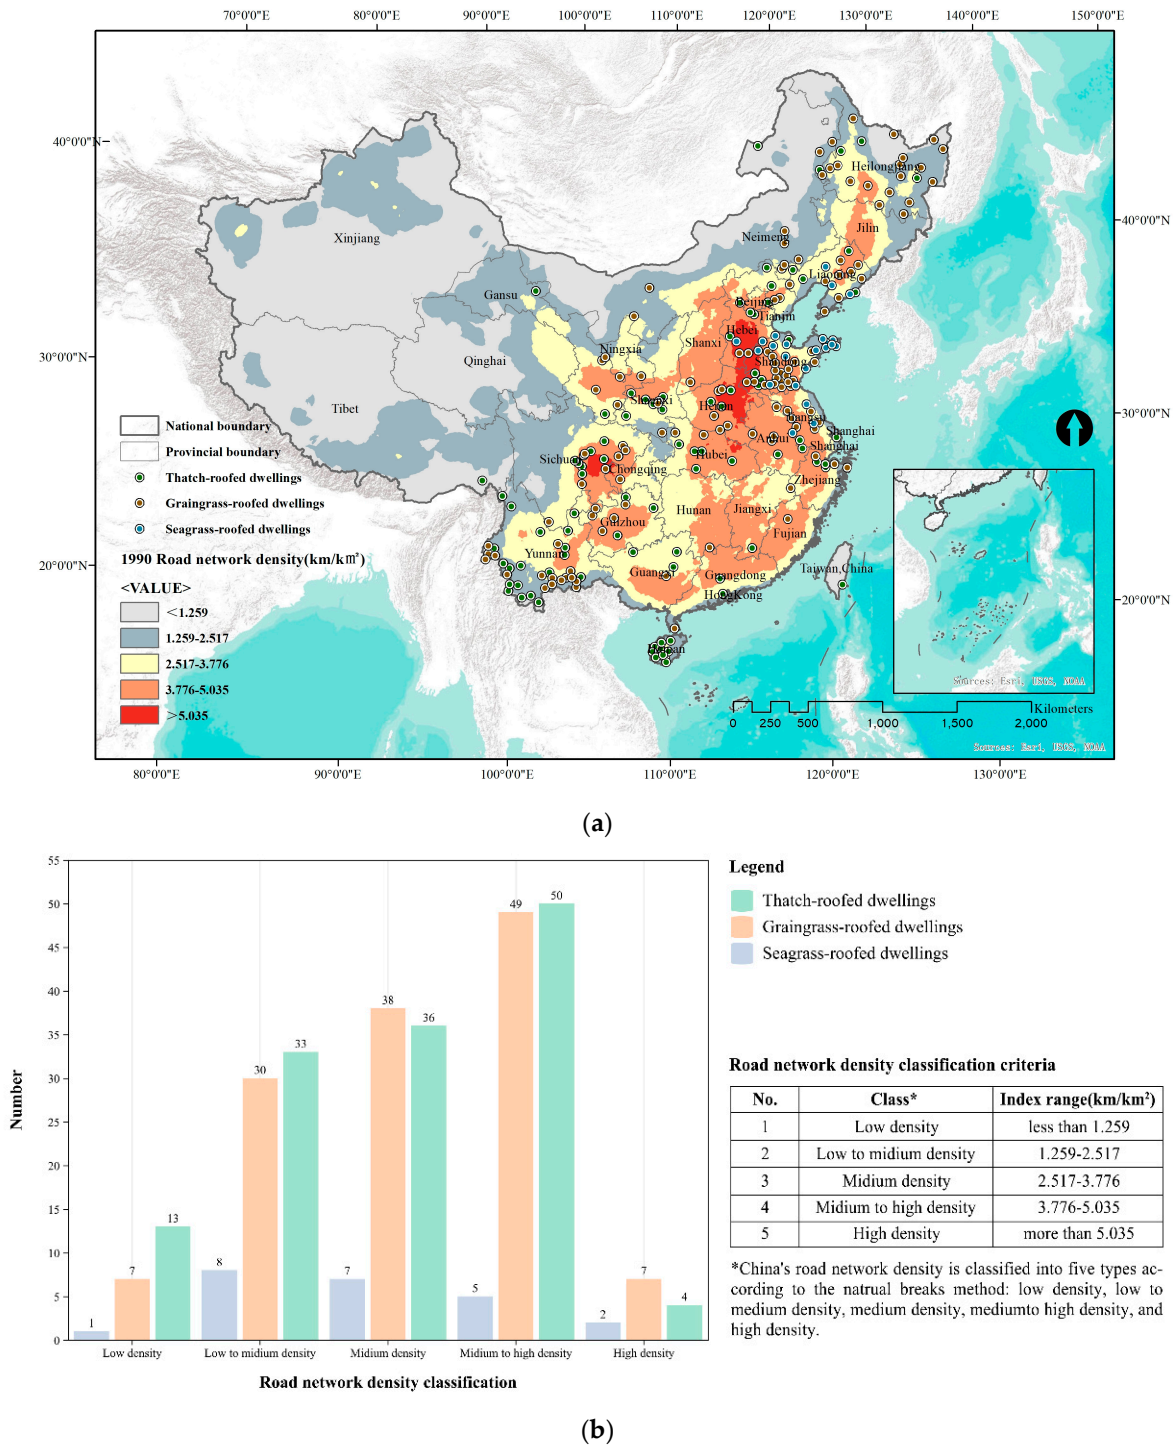 70°0'0"E 80°0'0"E 90°0'0"E 100°0'0"E 110°0'0"E 120°0'0"E 130°0'0"E 140°0'0"E 150°0'0"E
40°0'0"N
30°0'0"N
20°0'0"N
40°0'0"N
30°0'0"N
20°0'0"N
Heilongjiang
Jilin
Neimeng
Liaoning
Xinjiang
Gansu
Beijing
Tianjin
Hebei
Shanxi
Ningxia
Qinghai
Shandong
Tibet
Shaanxi
Henan
Jiangsu
Shanghai
Shanghai
Anhui
Hubei
Sichuan
Chongqing
Zhejiang
Hunan
Jiangxi
Guizhou
Fujian
Yunnan
Guangxi
Guangdong
HongKong
Taiwan,China
Hainan
National boundary
Provincial boundary
Thatch-roofed dwellings
Graingrass-roofed dwellings
Seagrass-roofed dwellings
1990 Road network density(km/km²)
<VALUE>
<1.259
1.259-2.517
2.517-3.776
3.776-5.035
>5.035
Sources: Esri, USGS, NOAA
Kilometers
0 250 500 1,000 1,500 2,000
Sources: Esri, USGS, NOAA
80°0'0"E 90°0'0"E 100°0'0"E 110°0'0"E 120°0'0"E 130°0'0"E
(a)
Number
55
50
45
40
35
30
25
20
15
10
5
0
1 7 13
8 30 33
7 38 36
5 49 50
2 7 4
Low density Low to midium density Midium density Midium to high density High density
Road network density classification
Legend
Thatch-roofed dwellings
Graingrass-roofed dwellings
Seagrass-roofed dwellings
Road network density classification criteria
No. Class* Index range(km/km²)
1 Low density less than 1.259
2 Low to midium density 1.259-2.517
3 Midium density 2.517-3.776
4 Midium to high density 3.776-5.035
5 High density more than 5.035
*China's road network density is classified into five types ac-
cording to the natrual breaks method: low density, low to
medium density, medium density, mediumto high density, and
high density.
(b)